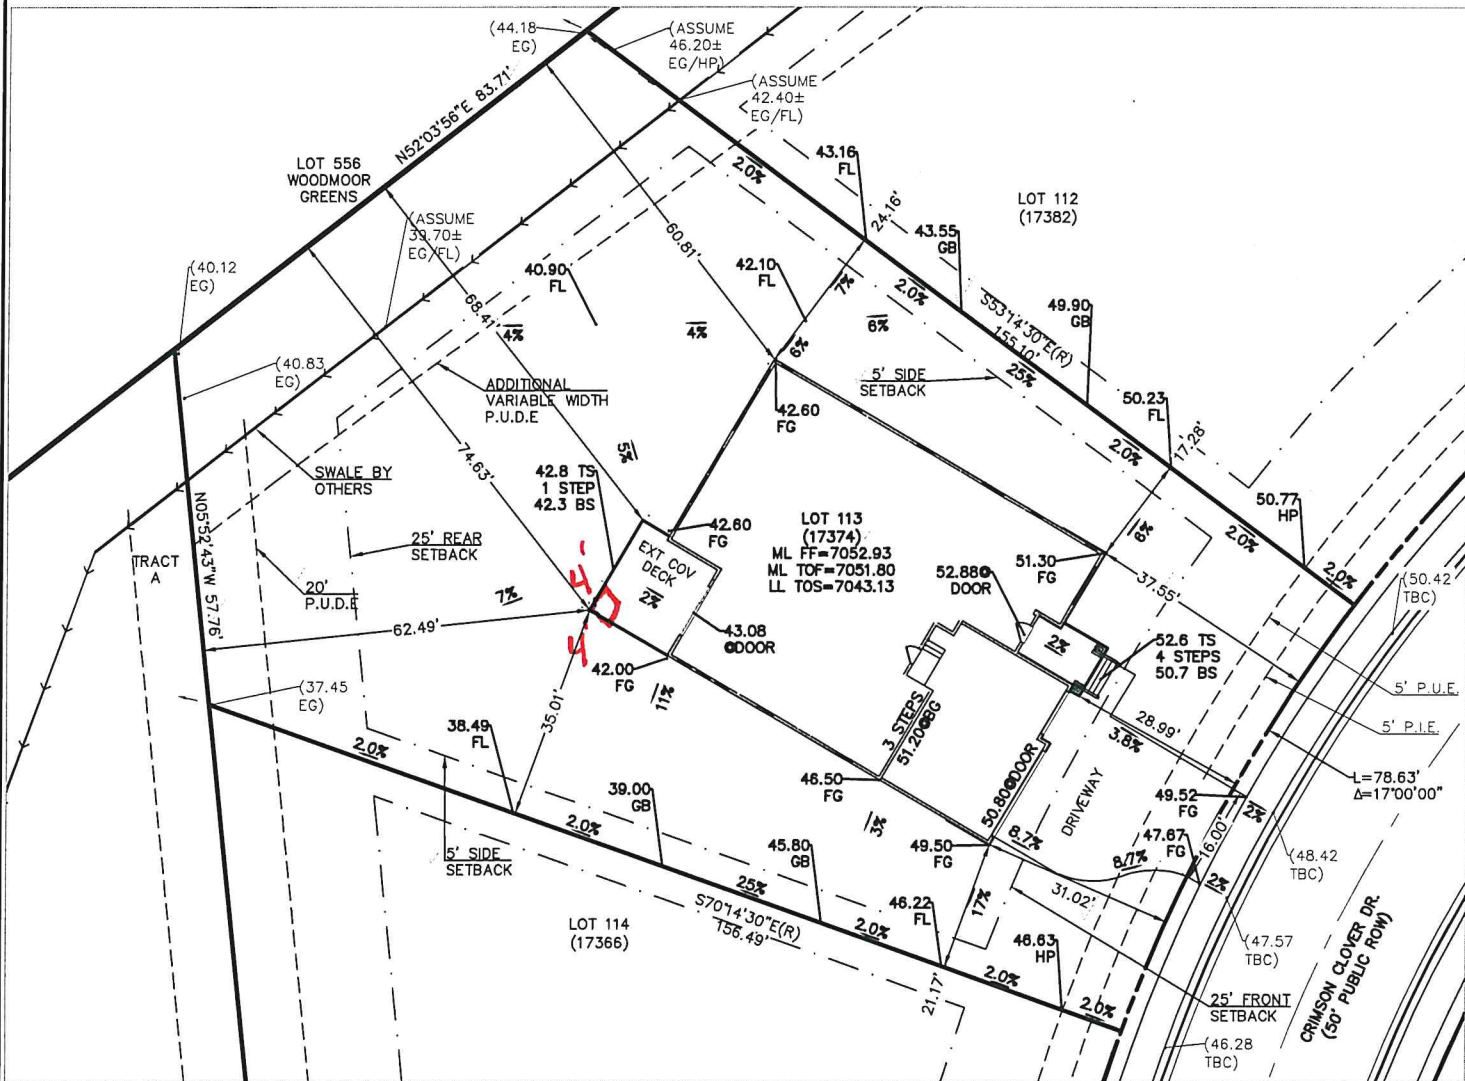 (44.18
EG)
(ASSUME
46.20±
EG/HP)
(ASSUME
42.40±
EG/FL)
N52°03'56"E 83.71'
LOT 556
WOODMOOR
GREENS
2.0%
43.16
FL
24.16'
LOT 112
(17382)
(ASSUME
39.70±
EG/FL)
60.81'
43.55
GB
(40.12
EG)
40.90
FL
42.10
FL
7%
2.0%
S53°14'30"E(R)
155.10'
49.90
GB
68.41'
4%
4%
6%
6%
(40.83
EG)
ADDITIONAL
VARIABLE WIDTH
P.U.D.E
5' SIDE
SETBACK
25%
50.23
FL
42.60
FG
2.0%
17.28'
74.63'
5%
SWALE BY
OTHERS
42.8 TS
1 STEP
42.3 BS
50.77
HP
N05°52'43"W 57.76'
TRACT
A
25' REAR
SETBACK
42.60
FG
LOT 113
(17374)
ML FF=7052.93
ML TOF=7051.80
LL TOS=7043.13
6%
2.0%
51.30
FG
EXT COV
DECK
2%
4'
4'
52.88@
DOOR
37.55'
2.0%
(50.42
TBC)
20'
P.U.D.E
7%
62.49'
43.08
@DOOR
2%
52.6 TS
4 STEPS
50.7 BS
42.00
FG
11%
5' P.U.E.
(37.45
EG)
35.01'
3 STEPS
51.20@BG
28.99'
3.8%
5' P.I.E.
38.49
FL
2.0%
46.50
FG
50.80@DOOR
DRIVEWAY
L=78.63'
Δ=17°00'00"
39.00
GB
49.52
FG
2%
2.0%
3%
16.00'
5' SIDE
SETBACK
45.80
GB
49.50
FG
8.7%
8.7%
47.67
FG
(48.42
TBC)
2%
25%
31.02'
S70°14'30"E(R)
156.49'
46.22
FL
17%
LOT 114
(17366)
2.0%
46.63
HP
(47.57
TBC)
21.17'
2.0%
2.0%
25' FRONT
SETBACK
CRIMSON CLOVER DR.
(50' PUBLIC ROW)
(46.28
TBC)